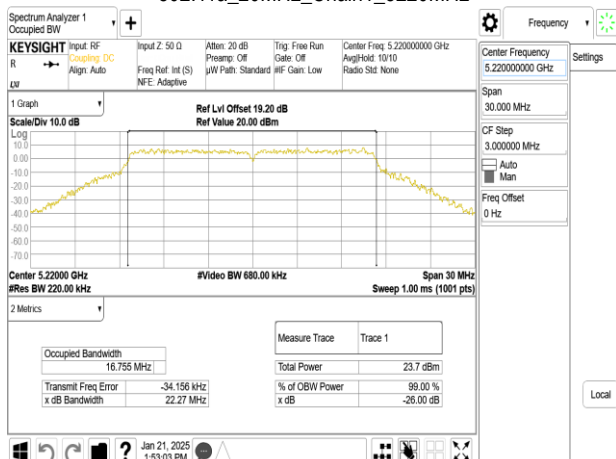 Spectrum Analyzer 1
Occupied BW
Frequency
KEYSIGHT
R
LXI
Input: RF
Coupling: DC
Align: Auto
Input Z: 50 Ω
Freq Ref: Int (S)
NFE: Adaptive
Atten: 20 dB
Preamp: Off
µW Path: Standard
Trig: Free Run
Gate: Off
#IF Gain: Low
Center Freq: 5.220000000 GHz
Avg|Hold: 10/10
Radio Std: None
Center Frequency
5.220000000 GHz
Settings
Span
30.000 MHz
CF Step
3.000000 MHz
Auto
Man
Freq Offset
0 Hz
Local
1 Graph
Scale/Div 10.0 dB
Ref Lvl Offset 19.20 dB
Ref Value 20.00 dBm
Log
10.0
0.00
-10.0
-20.0
-30.0
-40.0
-50.0
-60.0
-70.0
Center 5.22000 GHz
#Res BW 220.00 kHz
#Video BW 680.00 kHz
Span 30 MHz
Sweep 1.00 ms (1001 pts)
2 Metrics
Measure Trace Trace 1
Occupied Bandwidth
16.755 MHz
Total Power 23.7 dBm
Transmit Freq Error -34.156 kHz
% of OBW Power 99.00 %
x dB Bandwidth 22.27 MHz
x dB -26.00 dB
Jan 21, 2025
1:53:03 PM